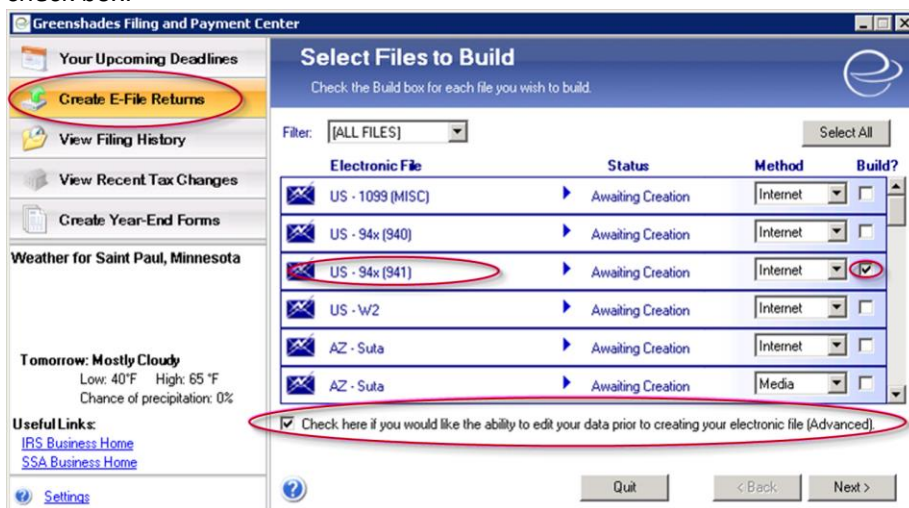 check box.
Greenshades Filing and Payment Center
Your Upcoming Deadlines
Create E-File Returns
View Filing History
View Recent Tax Changes
Create Year-End Forms
Weather for Saint Paul, Minnesota
Tomorrow: Mostly Cloudy
Low: 40°F High: 65 °F
Chance of precipitation: 0%
Useful Links:
IRS Business Home
SSA Business Home
Settings
Select Files to Build
Check the Build box for each file you wish to build.
Filter: [ALL FILES] Select All
Electronic File Status Method Build?
US - 1099 (MISC) Awaiting Creation Internet
US - 94x (940) Awaiting Creation Internet
US - 94x (941) Awaiting Creation Internet
US - W2 Awaiting Creation Internet
AZ - Suta Awaiting Creation Internet
AZ - Suta Awaiting Creation Media
Check here if you would like the ability to edit your data prior to creating your electronic file (Advanced).
Quit < Back Next >